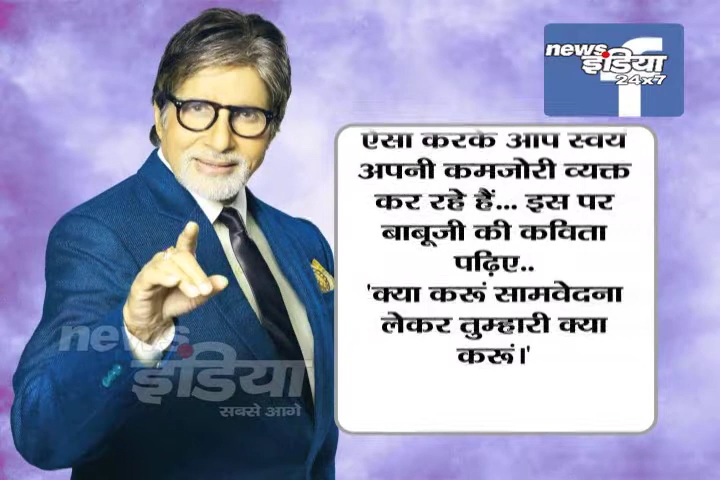 news
इंडिया
24x7
ऐसा करके आप स्वयं
अपनी कमजोरी व्यक्त
कर रहे हैं... इस पर
बाबूजी की कविता
पढ़िए..
'क्या करूं सामवेदना
लेकर तुम्हारी क्या
करूं।'
news
इंडिया
सबसे आगे